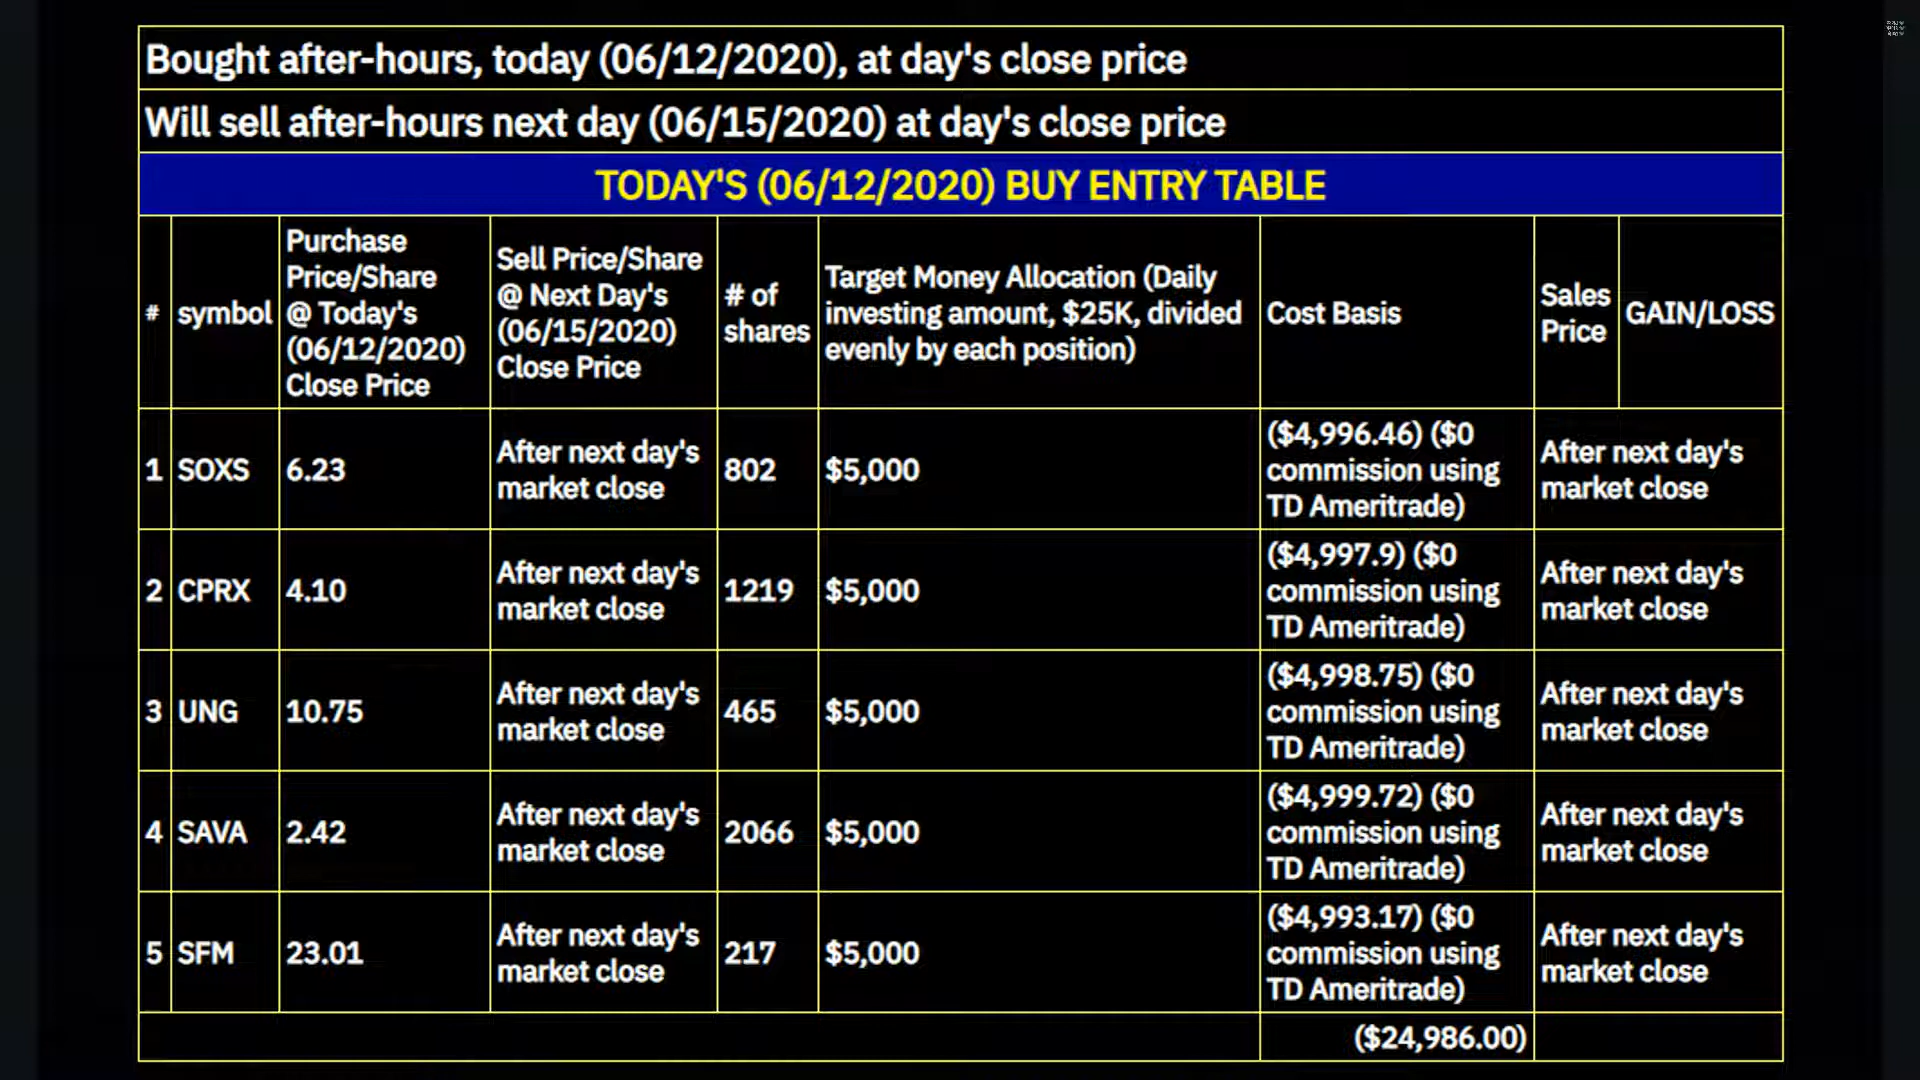 Bought after-hours, today (06/12/2020), at day's close price
Will sell after-hours next day (06/15/2020) at day's close price
TODAY'S (06/12/2020) BUY ENTRY TABLE
#
symbol
Purchase
Price/Share
@ Today's
(06/12/2020)
Close Price
Sell Price/Share
@ Next Day's
(06/15/2020)
Close Price
# of
shares
Target Money Allocation (Daily
investing amount, $25K, divided
evenly by each position)
Cost Basis
Sales
Price
GAIN/LOSS
1
SOXS
6.23
After next day's
market close
802
$5,000
($4,996.46) ($0
commission using
TD Ameritrade)
After next day's
market close
2
CPRX
4.10
After next day's
market close
1219
$5,000
($4,997.9) ($0
commission using
TD Ameritrade)
After next day's
market close
3
UNG
10.75
After next day's
market close
465
$5,000
($4,998.75) ($0
commission using
TD Ameritrade)
After next day's
market close
4
SAVA
2.42
After next day's
market close
2066
$5,000
($4,999.72) ($0
commission using
TD Ameritrade)
After next day's
market close
5
SFM
23.01
After next day's
market close
217
$5,000
($4,993.17) ($0
commission using
TD Ameritrade)
After next day's
market close
($24,986.00)